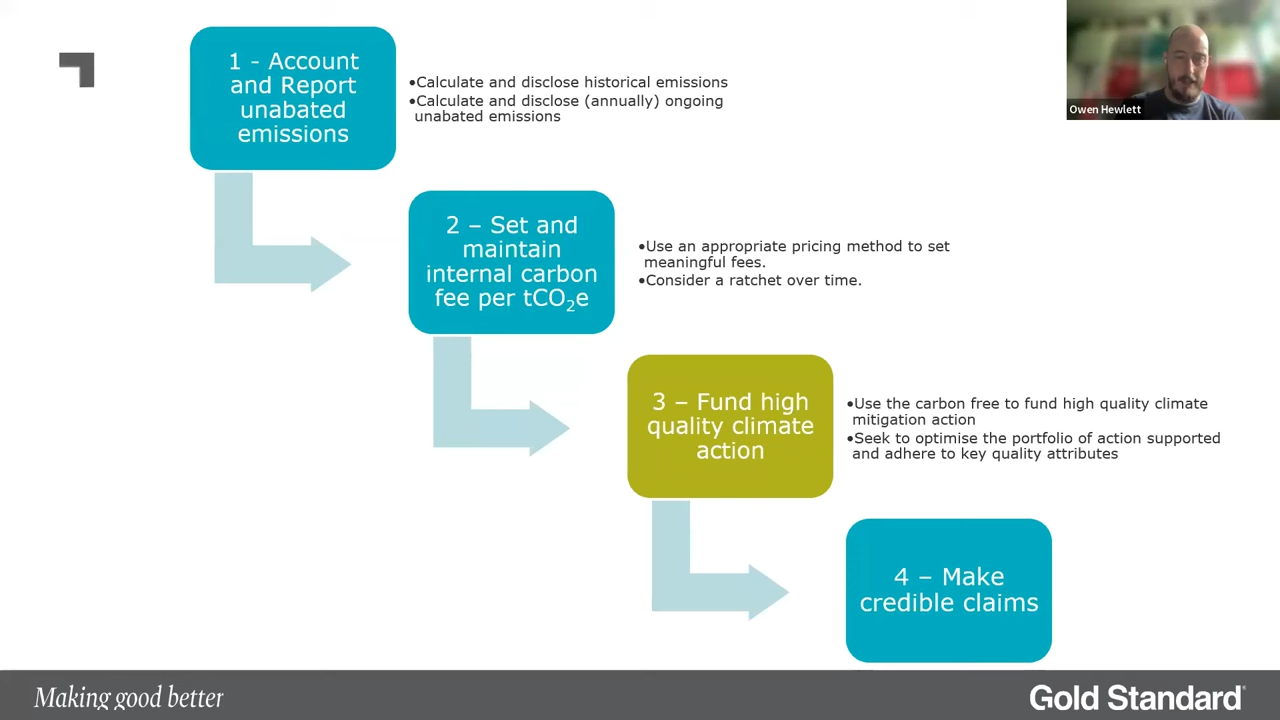 1 - Account
and Report
unabated
emissions
•Calculate and disclose historical emissions
•Calculate and disclose (annually) ongoing
unabated emissions
Owen Hewlett
2 – Set and
maintain
internal carbon
fee per tCO₂e
•Use an appropriate pricing method to set
meaningful fees.
•Consider a ratchet over time.
3 – Fund high
quality climate
action
•Use the carbon free to fund high quality climate
mitigation action
•Seek to optimise the portfolio of action supported
and adhere to key quality attributes
4 – Make
credible claims
Making good better
Gold Standard